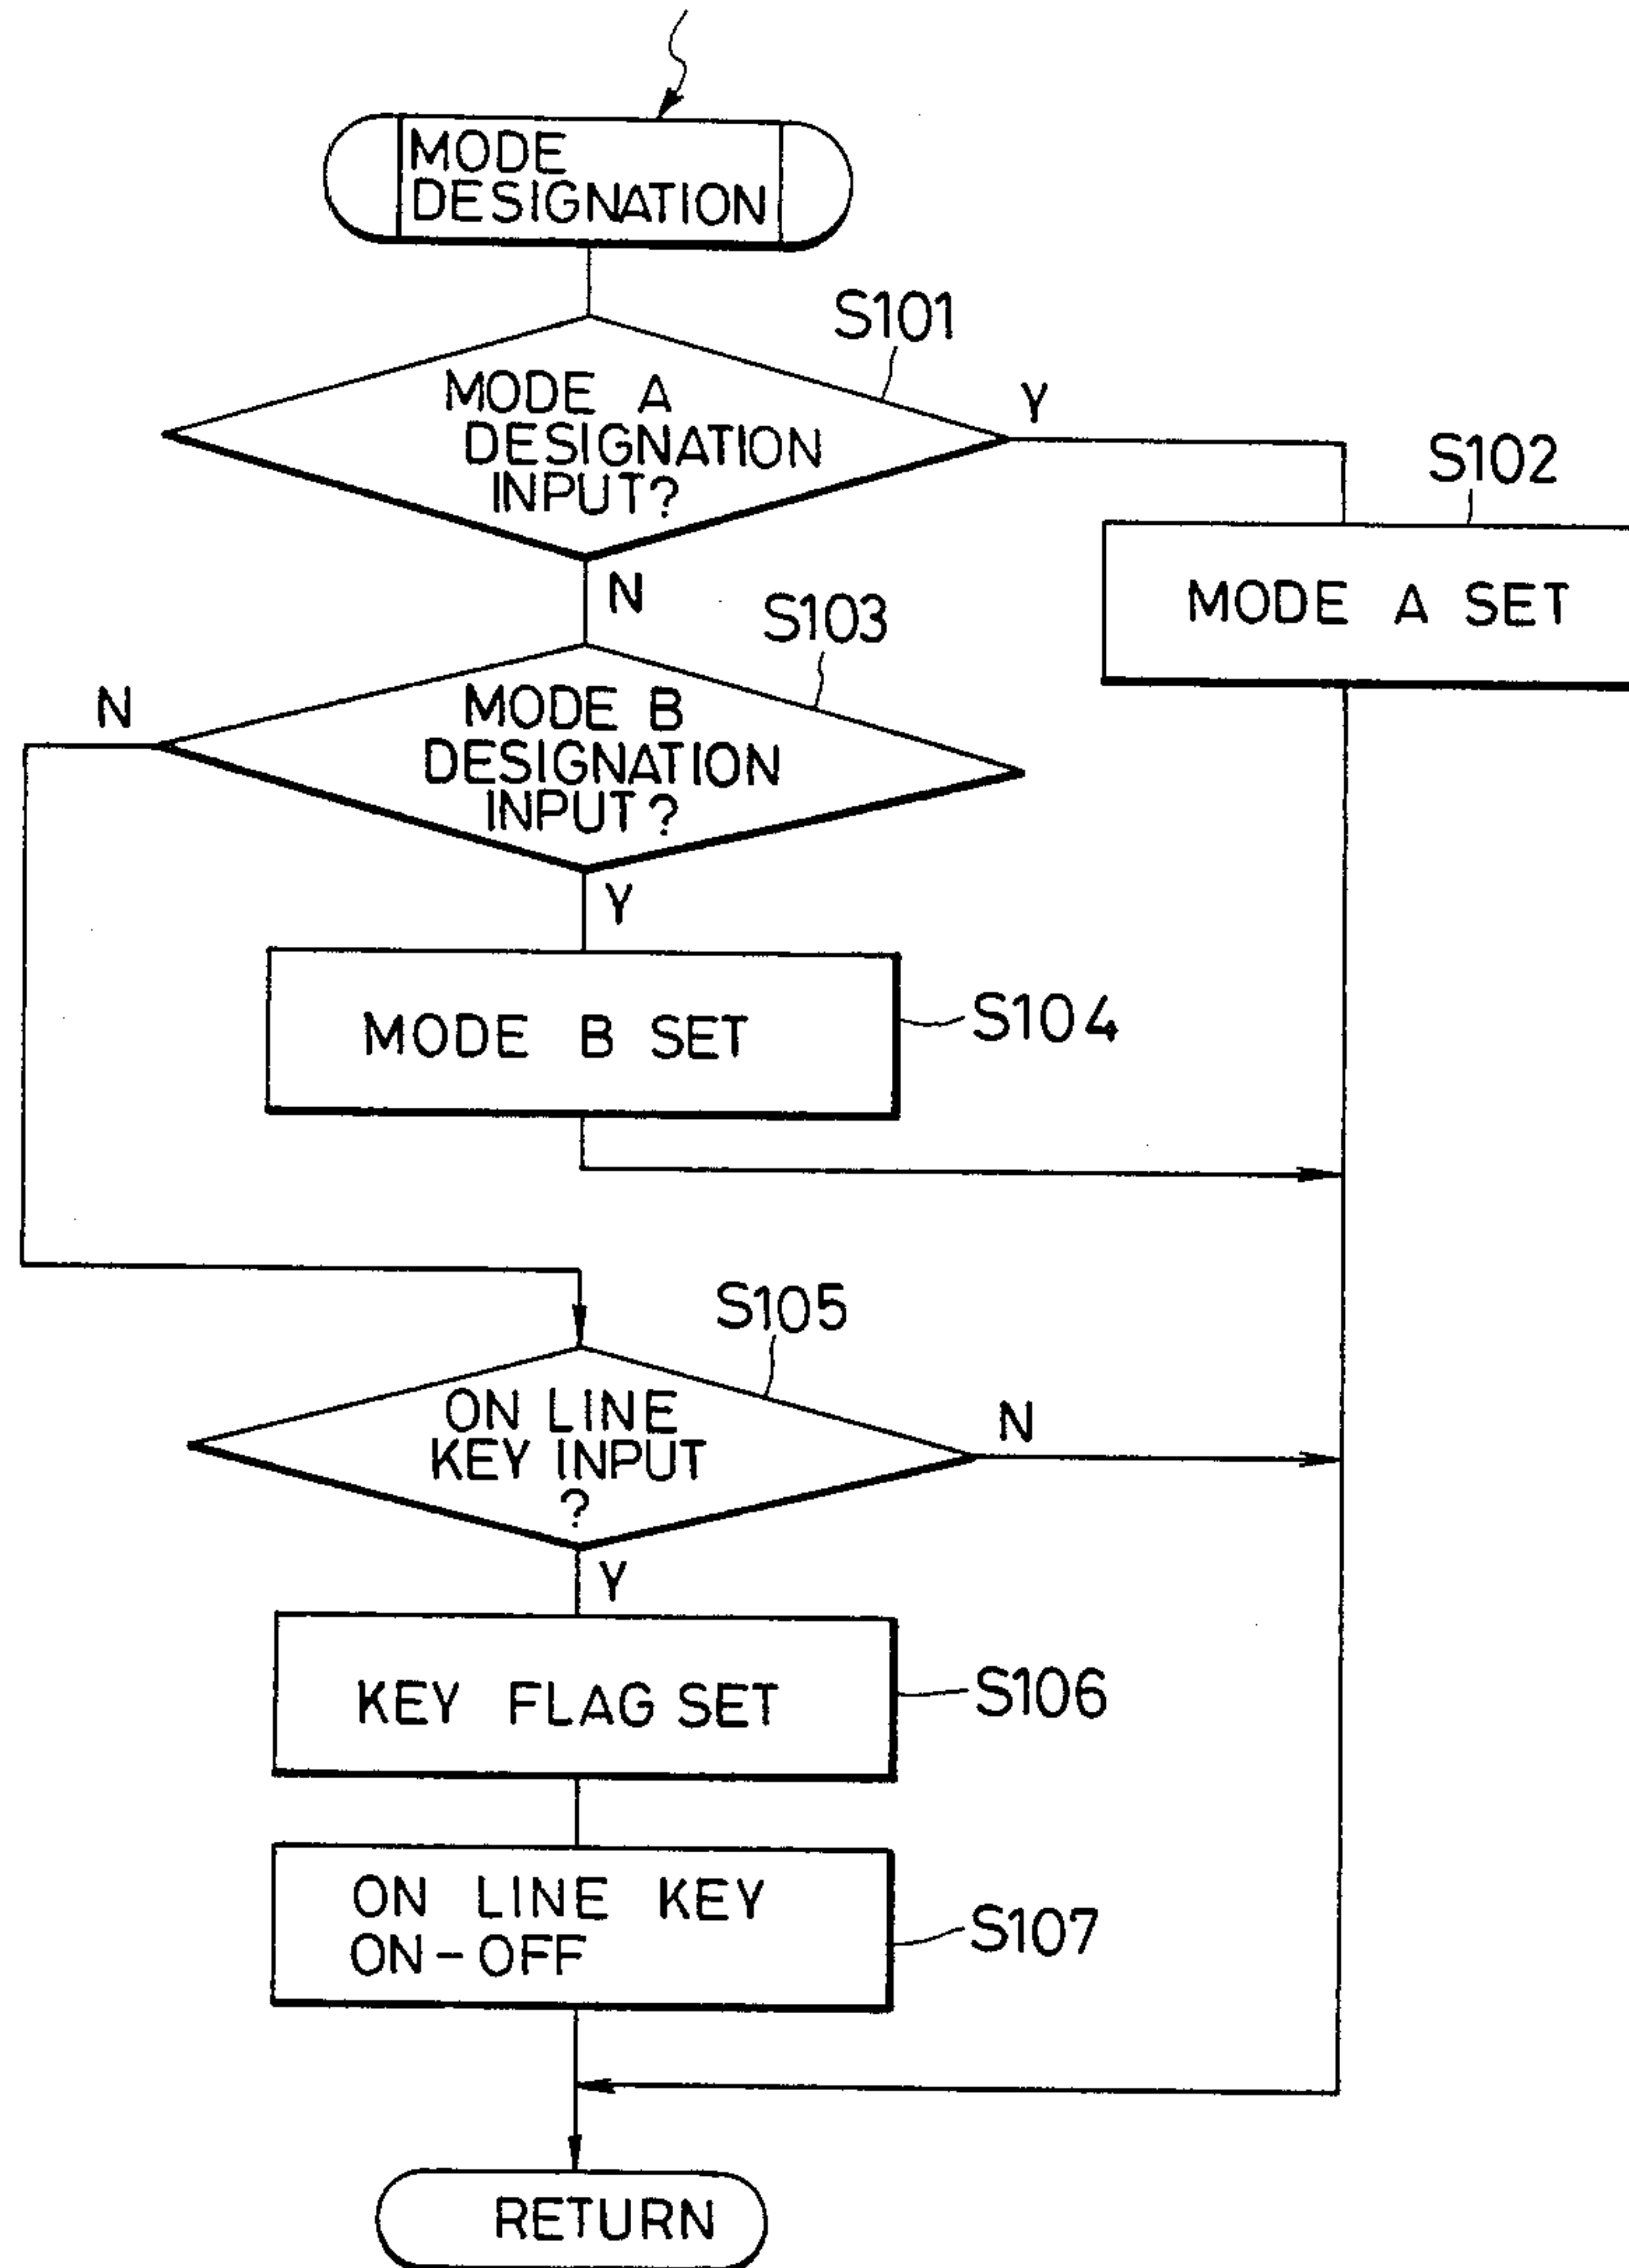 MODE
DESIGNATION
S101
MODE A
DESIGNATION
INPUT?
Y
S102
MODE A SET
N
S103
N
MODE B
DESIGNATION
INPUT?
Y
MODE B SET
S104
S105
ON LINE
KEY INPUT
?
N
Y
KEY FLAG SET
S106
ON LINE KEY
ON-OFF
S107
RETURN